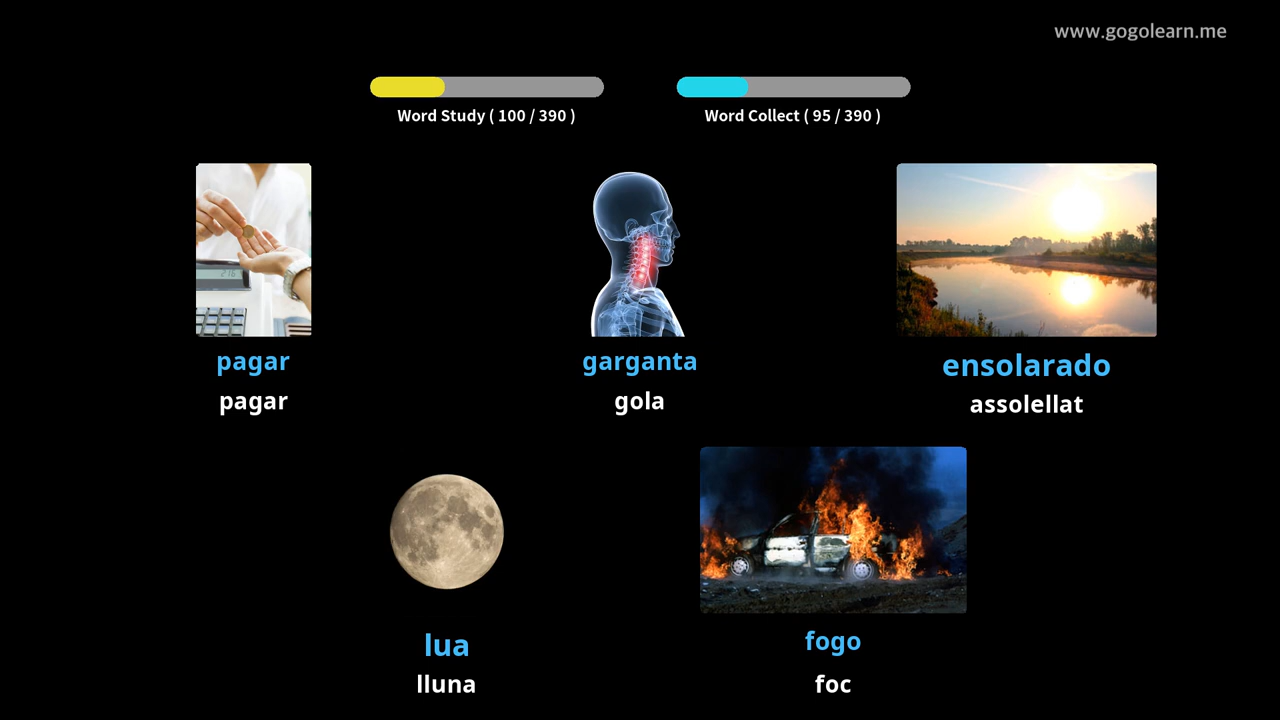 www.gogolearn.me
Word Study ( 100 / 390 )
Word Collect ( 95 / 390 )
pagar
pagar
garganta
gola
ensolarado
assolellat
lua
lluna
fogo
foc